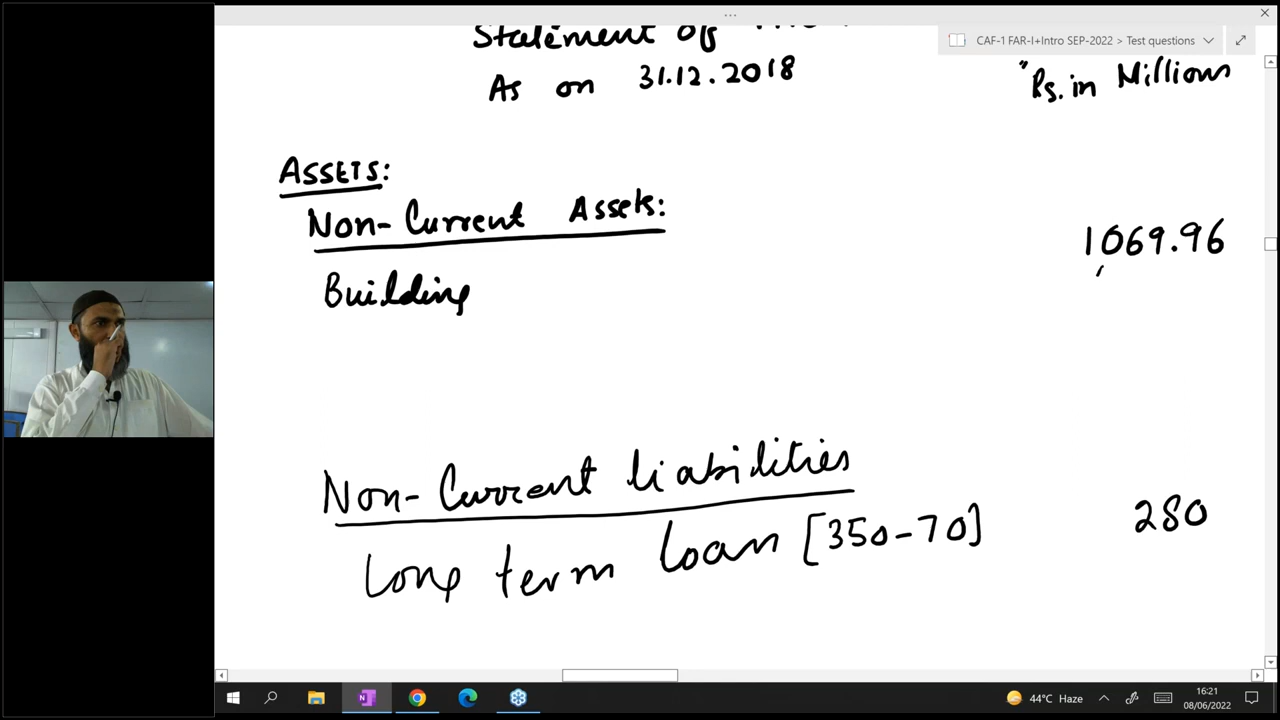 CAF-1 FAR-I+Intro SEP-2022 > Test questions
Statement of
As on 31.12.2018
Rs. in Millions
ASSETS:
Non-Current Assets:
1069.96
Building
Non-Current liabilities
Long term loan [350-70] 280
44°C Haze
16:21
08/06/2022